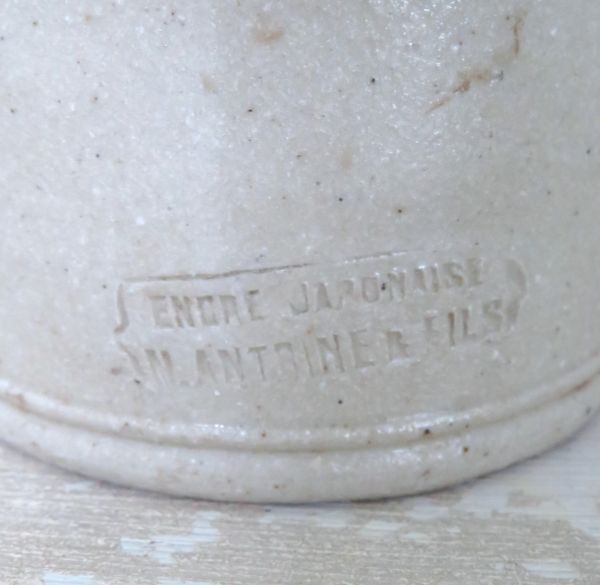 ENCRE JAPONAISE
N. ANTOINE & FILS